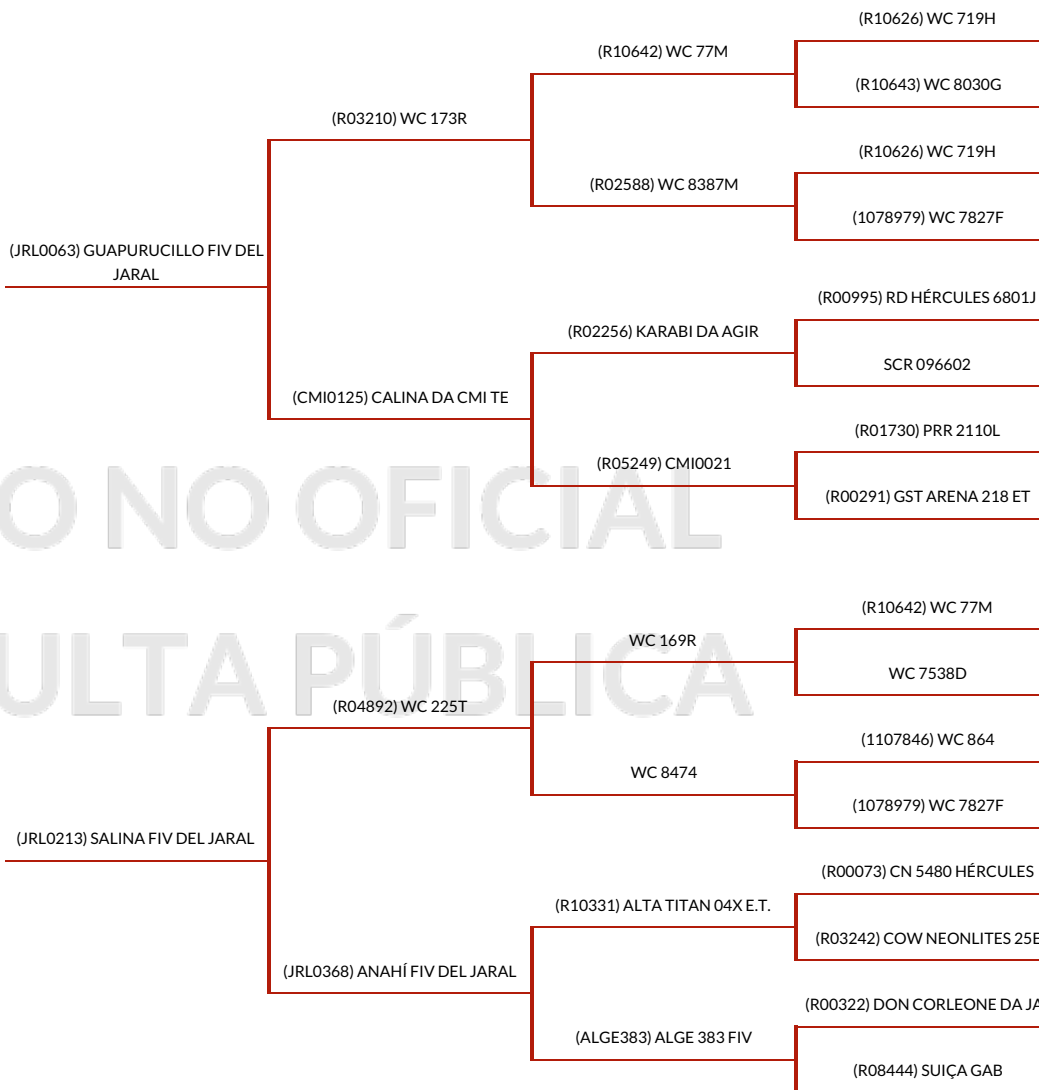 (R10626) WC 719H
(R10642) WC 77M
(R10643) WC 8030G
(R03210) WC 173R
(R10626) WC 719H
(R02588) WC 8387M
(1078979) WC 7827F
(JRL0063) GUAPURUCILLO FIV DEL
JARAL
(R00995) RD HÉRCULES 6801J
(R02256) KARABI DA AGIR
SCR 096602
(CMI0125) CALINA DA CMI TE
(R01730) PRR 2110L
(R05249) CMI0021
(R00291) GST ARENA 218 ET
O NO OFICIAL
(R10642) WC 77M
WC 169R
WC 7538D
ULTA PÚBLICA
(R04892) WC 225T
(1107846) WC 864
WC 8474
(1078979) WC 7827F
(JRL0213) SALINA FIV DEL JARAL
(R00073) CN 5480 HÉRCULES
(R10331) ALTA TITAN 04X E.T.
(R03242) COW NEONLITES 25E
(JRL0368) ANAHÍ FIV DEL JARAL
(R00322) DON CORLEONE DA JA
(ALGE383) ALGE 383 FIV
(R08444) SUIÇA GAB